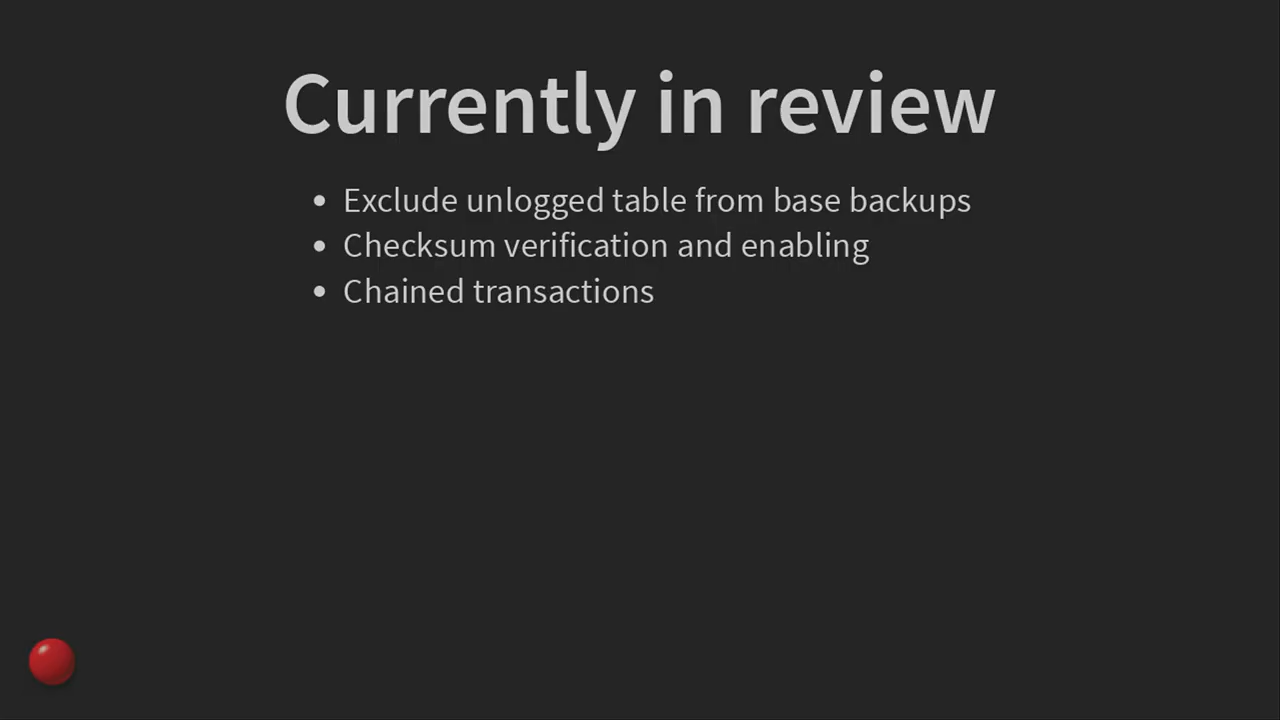 Currently in review
• Exclude unlogged table from base backups
• Checksum verification and enabling
• Chained transactions